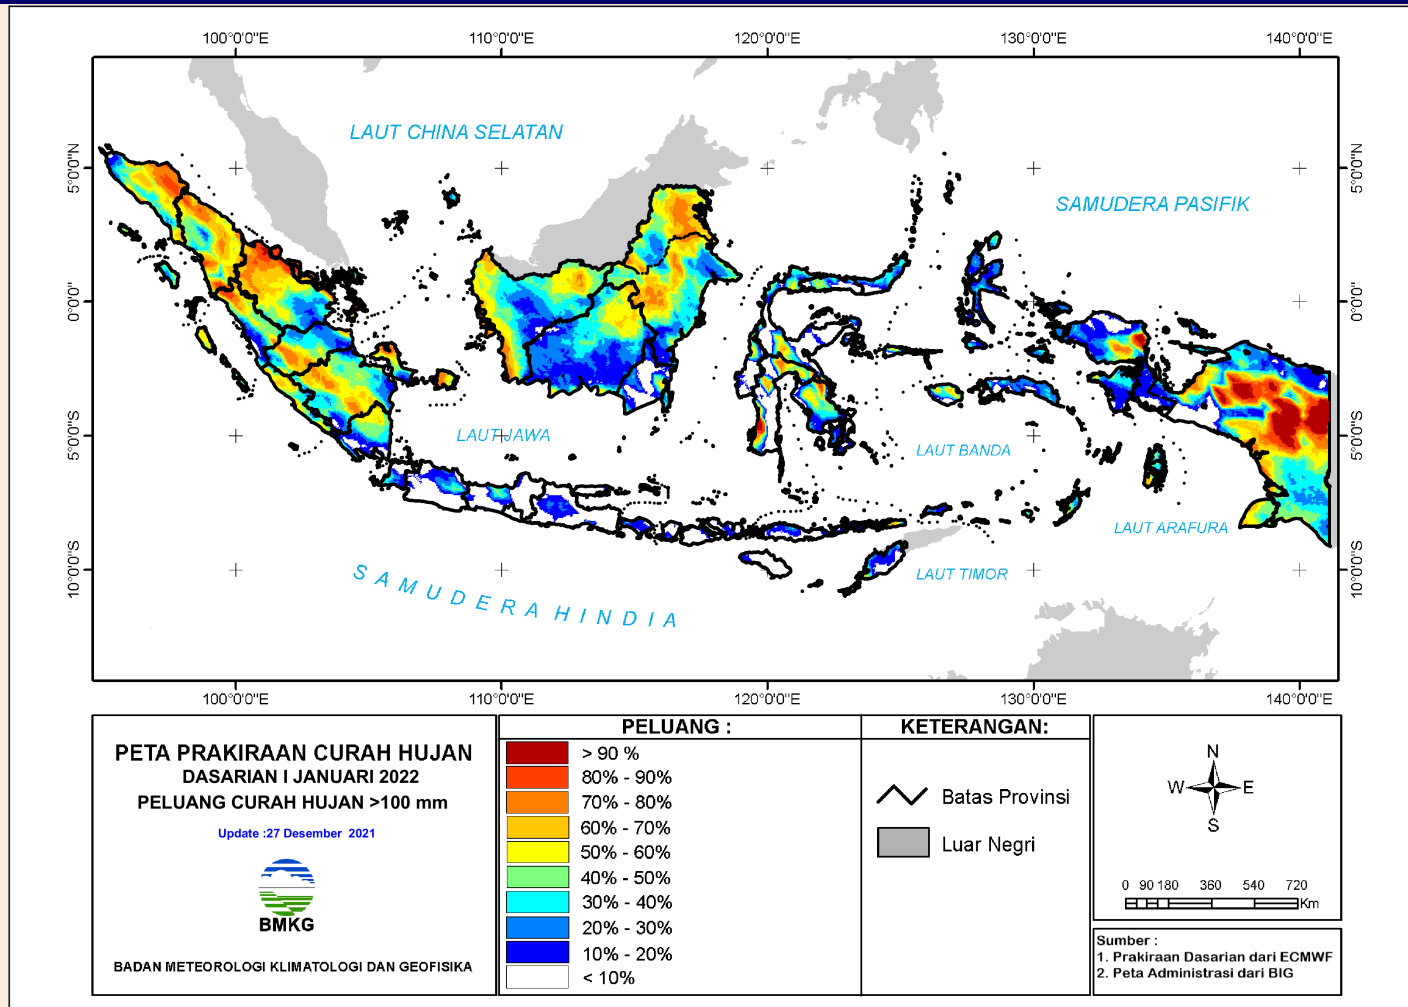 100°0'0"E 110°0'0"E 120°0'0"E 130°0'0"E 140°0'0"E
5°0'0"N 5°0'0"N
0°0'0" 0°0'0"
5°0'0"S 5°0'0"S
10°0'0"S 10°0'0"S
LAUT CHINA SELATAN
SAMUDERA PASIFIK
LAUT JAWA
LAUT BANDA
LAUT ARAFURA
LAUT TIMOR
SAMUDERA HINDIA
100°0'0"E 110°0'0"E 120°0'0"E 130°0'0"E 140°0'0"E
PETA PRAKIRAAN CURAH HUJAN
DASARIAN I JANUARI 2022
PELUANG CURAH HUJAN >100 mm
Update :27 Desember 2021
BMKG
BADAN METEOROLOGI KLIMATOLOGI DAN GEOFISIKA
PELUANG :
> 90 %
80% - 90%
70% - 80%
60% - 70%
50% - 60%
40% - 50%
30% - 40%
20% - 30%
10% - 20%
< 10%
KETERANGAN:
Batas Provinsi
Luar Negri
N
W E
S
0 90 180 360 540 720
Km
Sumber :
1. Prakiraan Dasarian dari ECMWF
2. Peta Administrasi dari BIG